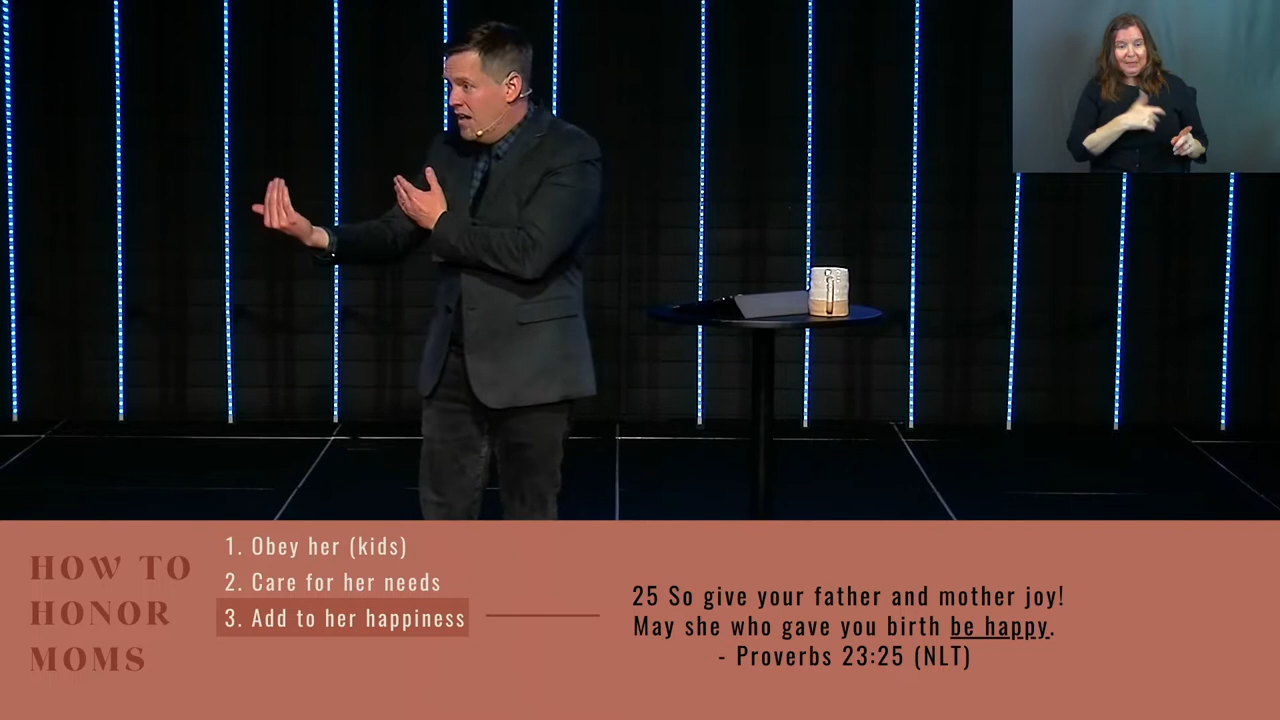 HOW TO
HONOR
MOMS
1. Obey her (kids)
2. Care for her needs
3. Add to her happiness
25 So give your father and mother joy!
May she who gave you birth be happy.
- Proverbs 23:25 (NLT)